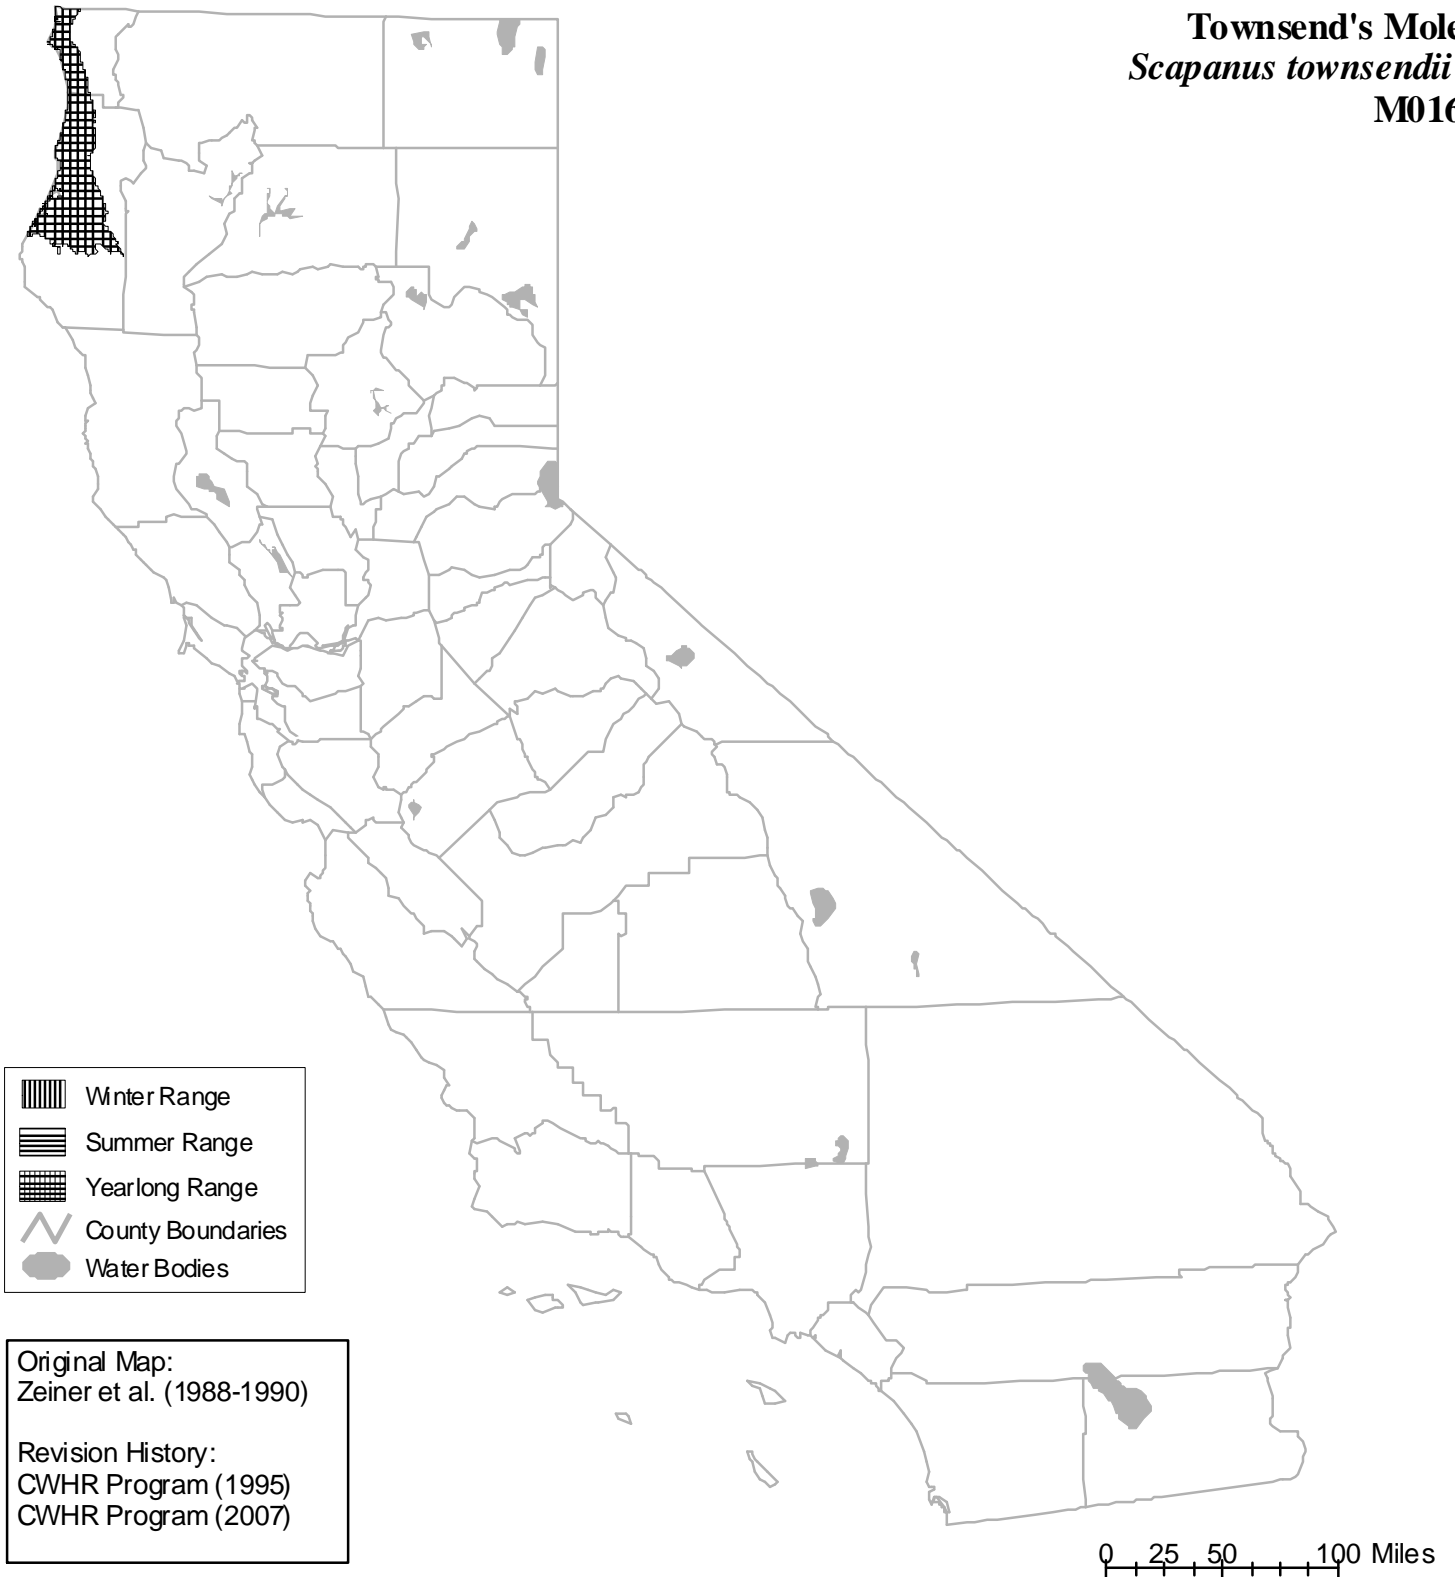 Townsend's Mole
Scapanus townsendii
M016
Winter Range
Summer Range
Yearlong Range
County Boundaries
Water Bodies
Original Map:
Zeiner et al. (1988-1990)
Revision History:
CWHR Program (1995)
CWHR Program (2007)
0 25 50 100 Miles